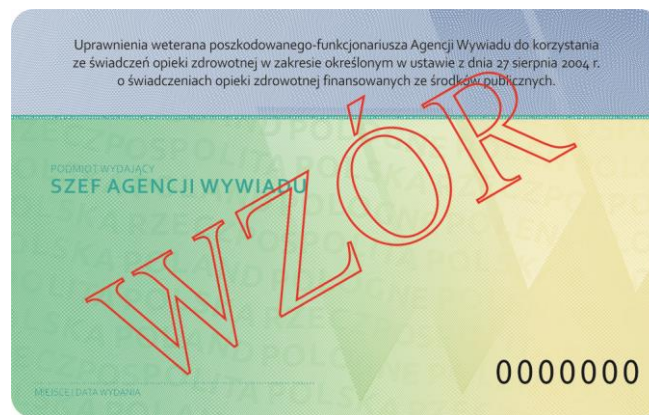 Uprawnienia weterana poszkodowanego-funkcjonariusza Agencji Wywiadu do korzystania
ze świadczeń opieki zdrowotnej w zakresie określonym w ustawie z dnia 27 sierpnia 2004 r.
o świadczeniach opieki zdrowotnej finansowanych ze środków publicznych.
PODMIOT WYDAJĄCY
SZEF AGENCJI WYWIADU
WZÓR
0000000
MIEJSCE I DATA WYDANIA